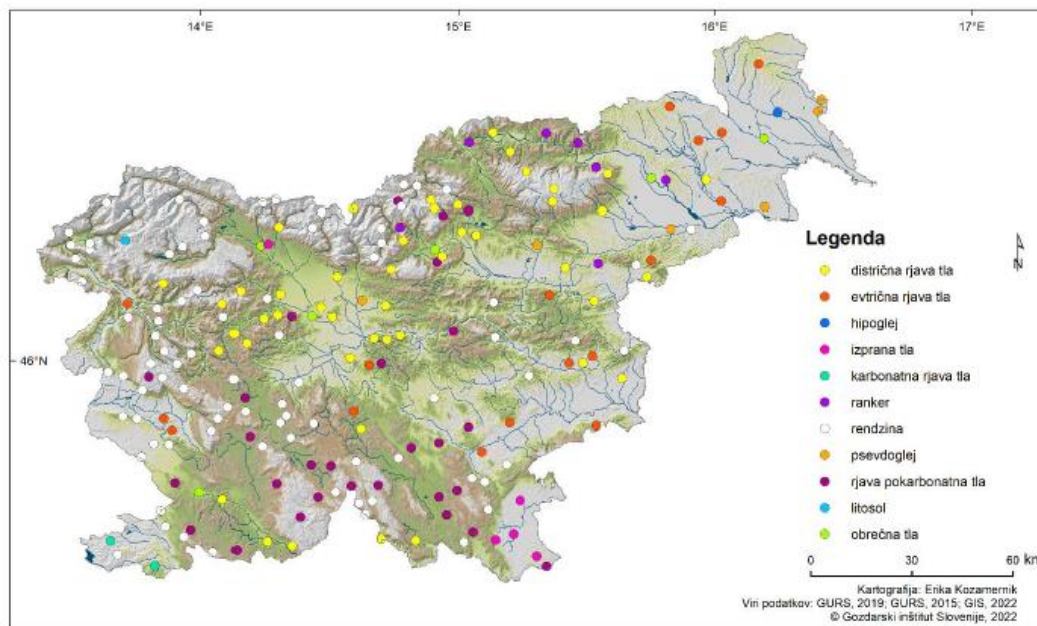 14°E 15°E 16°E 17°E
46°N
Legenda
distrična rjava tla
evtrična rjava tla
hipoglej
izprana tla
karbonatna rjava tla
ranker
rendzina
psevdoglej
rjava pokarbonatna tla
litosol
obrečna tla
N
0 30 60 km
Kartografija: Erika Kozamernik
Viri podatkov: GURS, 2019; GURS, 2015; GIS, 2022
© Gozdarski inštitut Slovenije, 2022